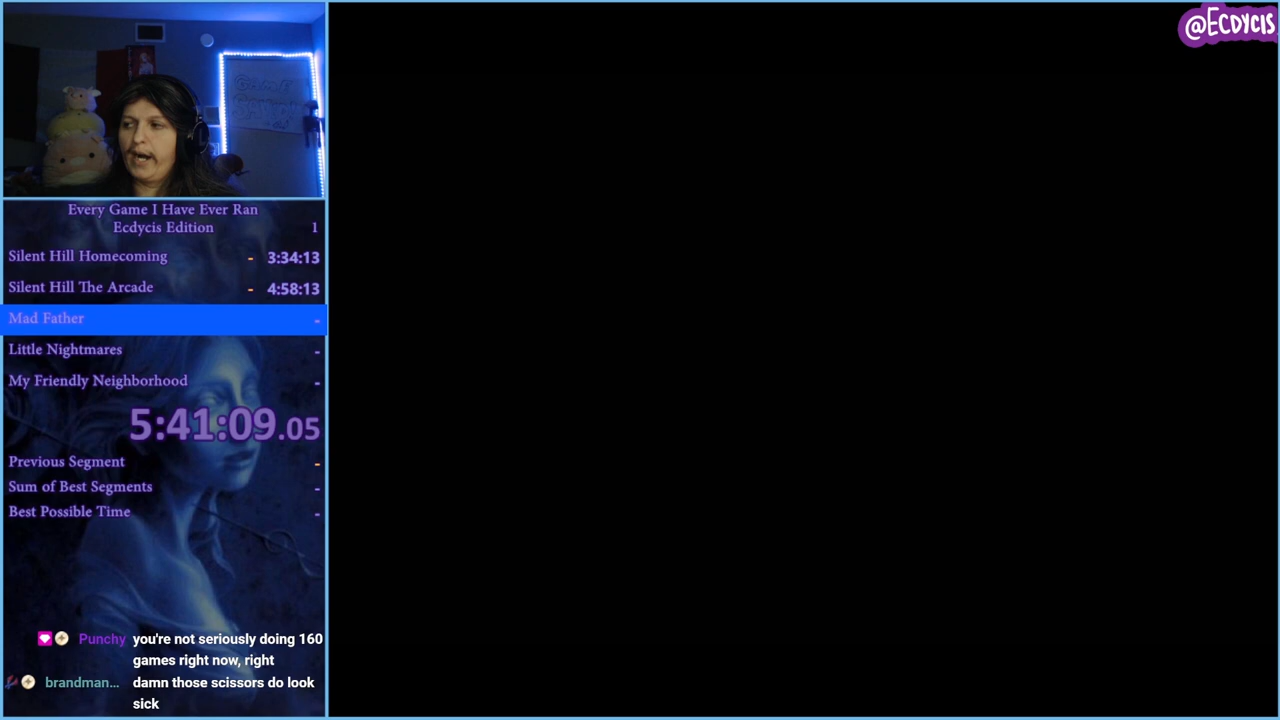 @ECDYCIS
Every Game I Have Ever Ran
Ecdycis Edition 1
Silent Hill Homecoming - 3:34:13
Silent Hill The Arcade - 4:58:13
Mad Father -
Little Nightmares -
My Friendly Neighborhood -
5:41:09.05
Previous Segment -
Sum of Best Segments -
Best Possible Time -
Punchy you're not seriously doing 160
games right now, right
brandman... damn those scissors do look
sick